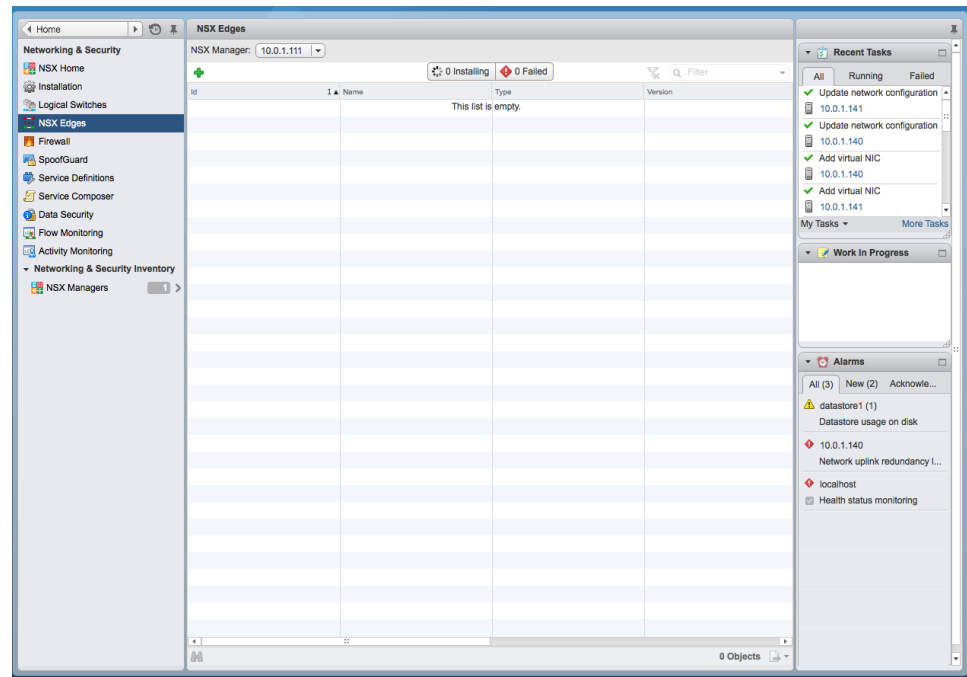 Home
Networking & Security
NSX Home
Installation
Logical Switches
NSX Edges
Firewall
SpoofGuard
Service Definitions
Service Composer
Data Security
Flow Monitoring
Activity Monitoring
Networking & Security Inventory
NSX Managers 1
NSX Edges
NSX Manager: 10.0.1.111
0 Installing 0 Failed Filter
Id 1 Name Type Version
This list is empty.
0 Objects
Recent Tasks
All Running Failed
Update network configuration
10.0.1.141
Update network configuration
10.0.1.140
Add virtual NIC
10.0.1.140
Add virtual NIC
10.0.1.141
My Tasks More Tasks
Work In Progress
Alarms
All (3) New (2) Acknowle...
datastore1 (1)
Datastore usage on disk
10.0.1.140
Network uplink redundancy l...
localhost
Health status monitoring